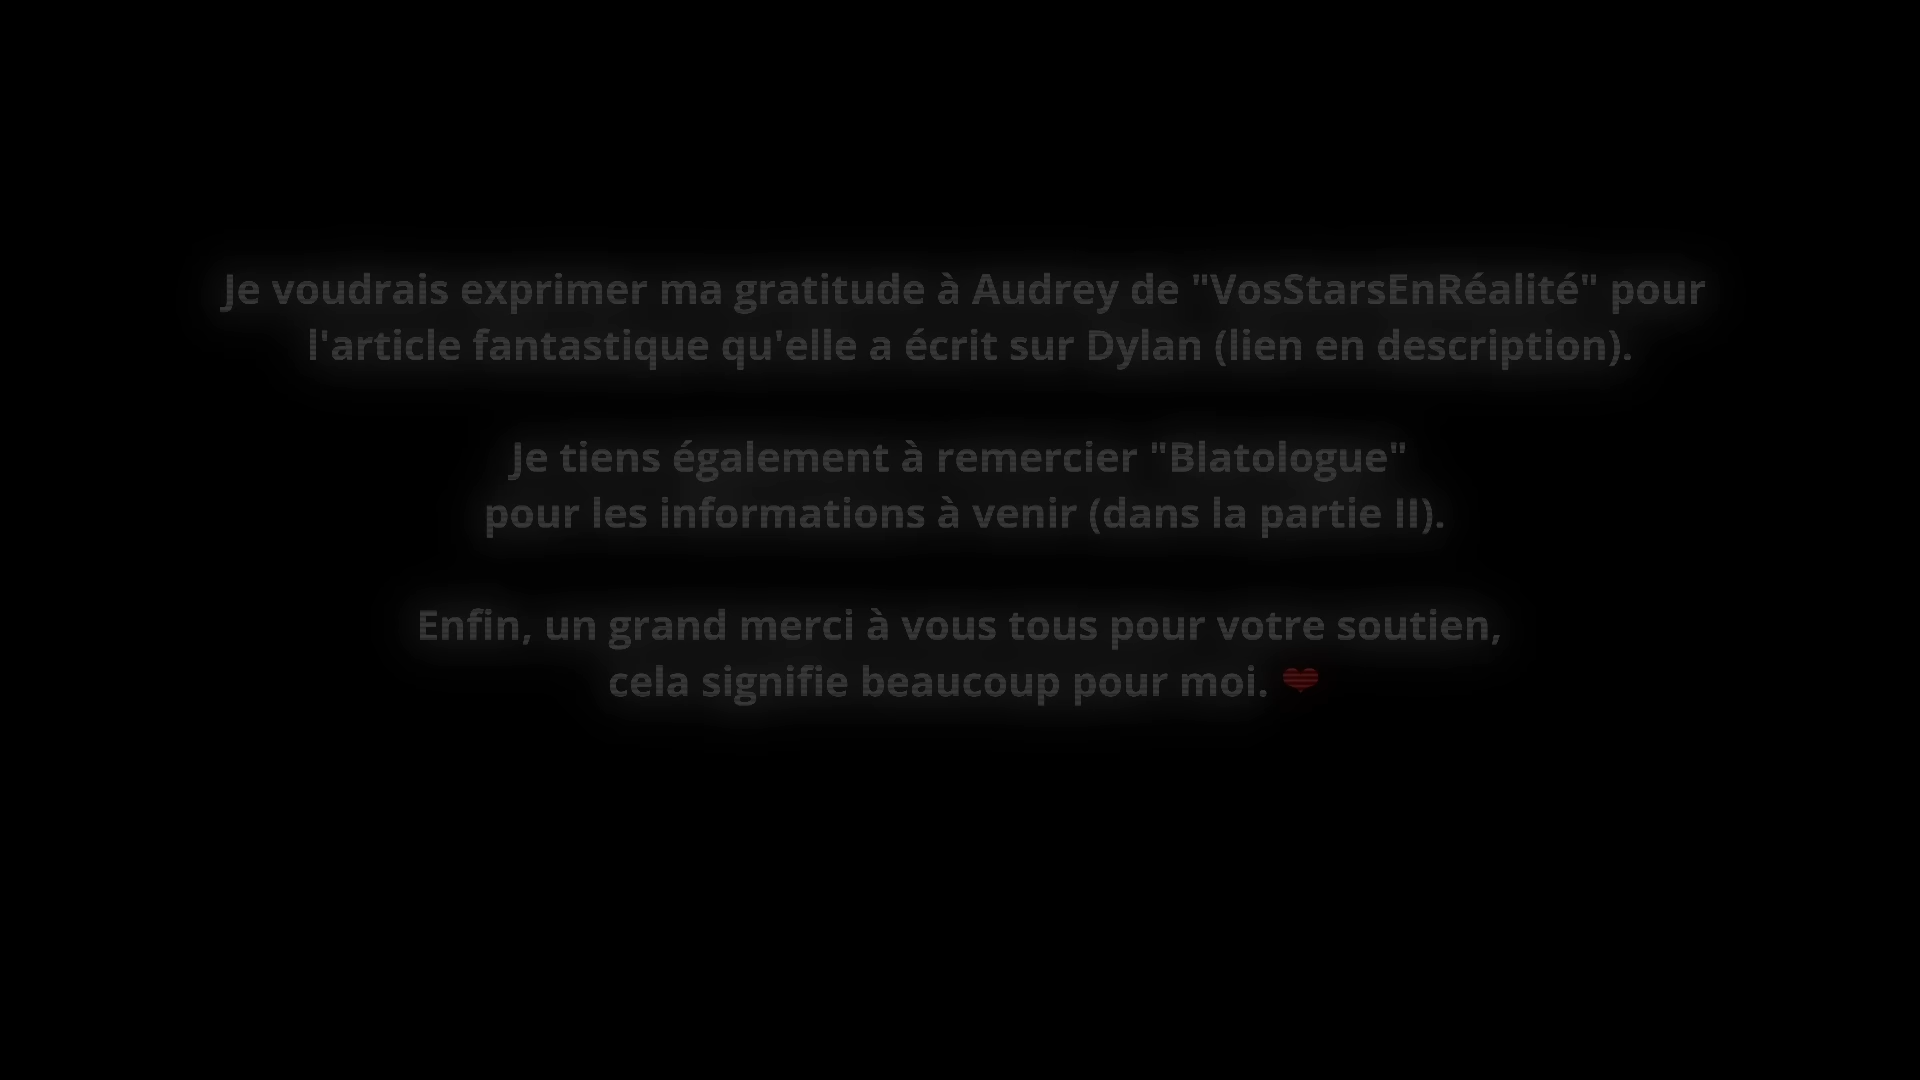 Je voudrais exprimer ma gratitude à Audrey de "VosStarsEnRéalité" pour
l'article fantastique qu'elle a écrit sur Dylan (lien en description).
Je tiens également à remercier "Blatologue"
pour les informations à venir (dans la partie II).
Enfin, un grand merci à vous tous pour votre soutien,
cela signifie beaucoup pour moi. ❤